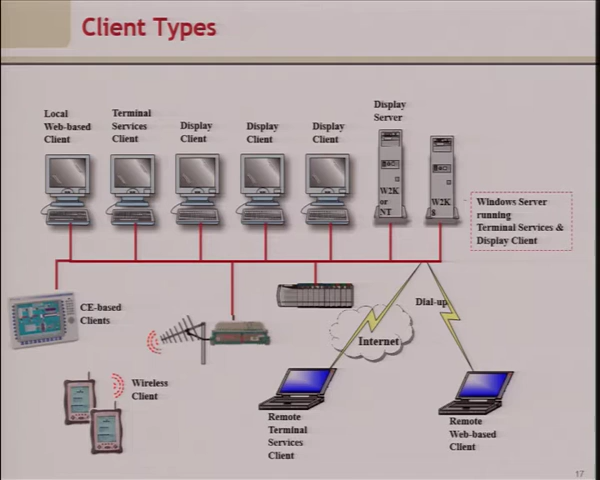 Client Types
Local
Web-based
Client
Terminal
Services
Client
Display
Client
Display
Client
Display
Client
Display
Server
W2K
or
NT
W2K
S
Windows Server
running
Terminal Services &
Display Client
CE-based
Clients
Dial-up
Internet
Wireless
Client
Remote
Terminal
Services
Client
Remote
Web-based
Client
17